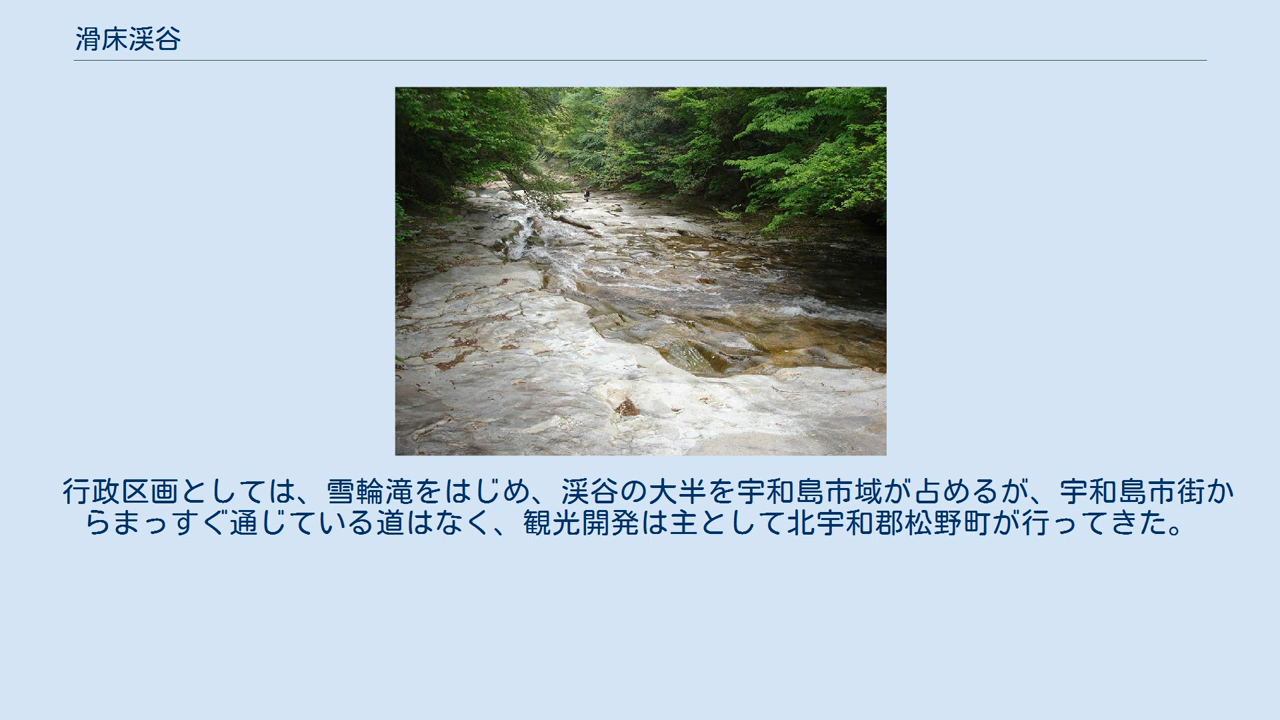 滑床渓谷
行政区画としては、雪輪滝をはじめ、渓谷の大半を宇和島市域が占めるが、宇和島市街か
らまっすぐ通じている道はなく、観光開発は主として北宇和郡松野町が行ってきた。